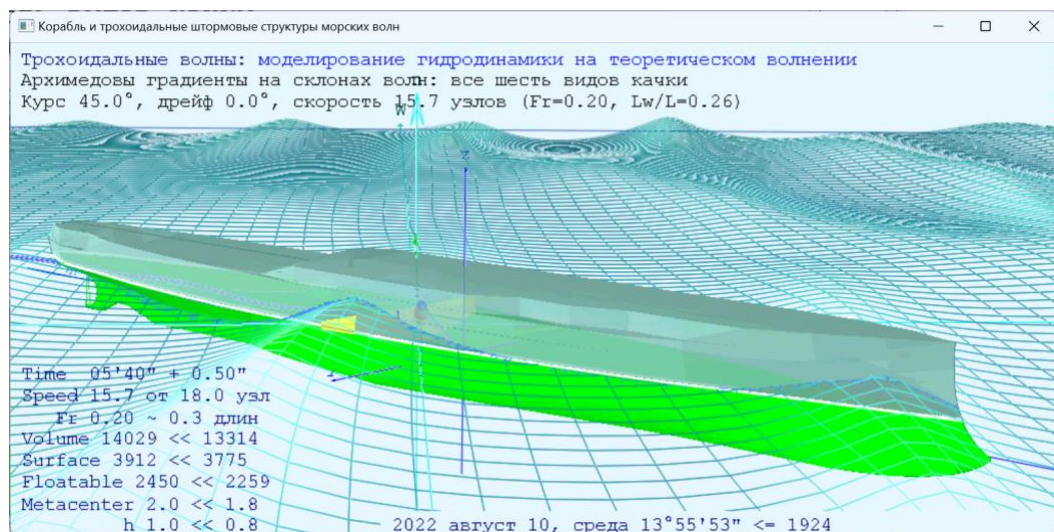 Корабль и трохоидальные штормовые структуры морских волн
Трохоидальные волны: моделирование гидродинамики на теоретическом волнении
Архимедовы градиенты на склонах волн: все шесть видов качки
Курс 45.0°, дрейф 0.0°, скорость 15.7 узлов (Fr=0.20, Lw/L=0.26)
W
Z
Time 05'40" + 0.50"
Speed 15.7 от 18.0 узл
Fr 0.20 ~ 0.3 длин
Volume 14029 << 13314
Surface 3912 << 3775
Floatable 2450 << 2259
Metacenter 2.0 << 1.8
h 1.0 << 0.8
2022 август 10, среда 13°55'53" <= 1924